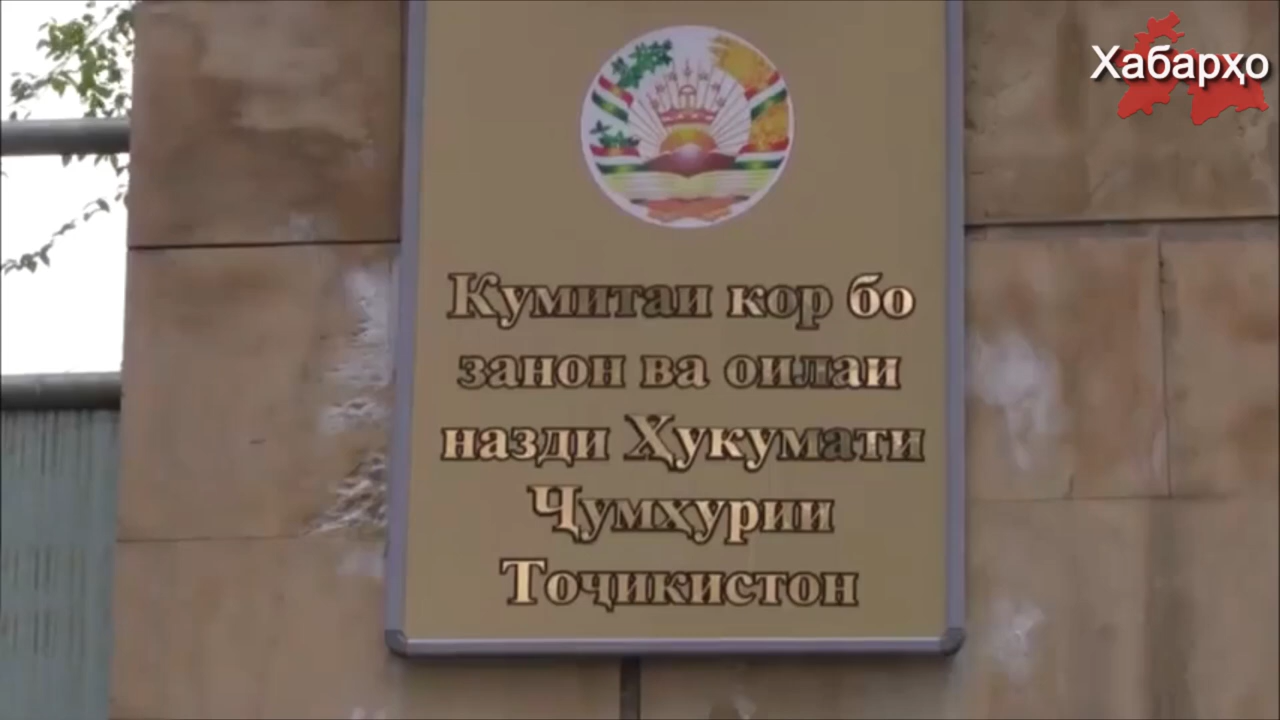 Хабарҳо
Кумитаи кор бо
занон ва оилаи
назди Ҳукумати
Ҷумҳурии
Тоҷикистон